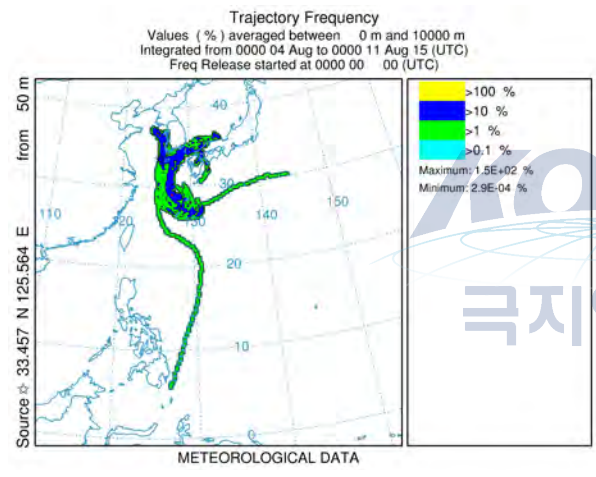 Trajectory Frequency
Values ( % ) averaged between 0 m and 10000 m
Integrated from 0000 04 Aug to 0000 11 Aug 15 (UTC)
Freq Release started at 0000 00 00 (UTC)
Source ☆ 33.457 N 125.564 E from 50 m
40
30
110
120
130
140
150
20
10
0
>100 %
>10 %
>1 %
>0.1 %
Maximum: 1.5E+02 %
Minimum: 2.9E-04 %
극지
METEOROLOGICAL DATA